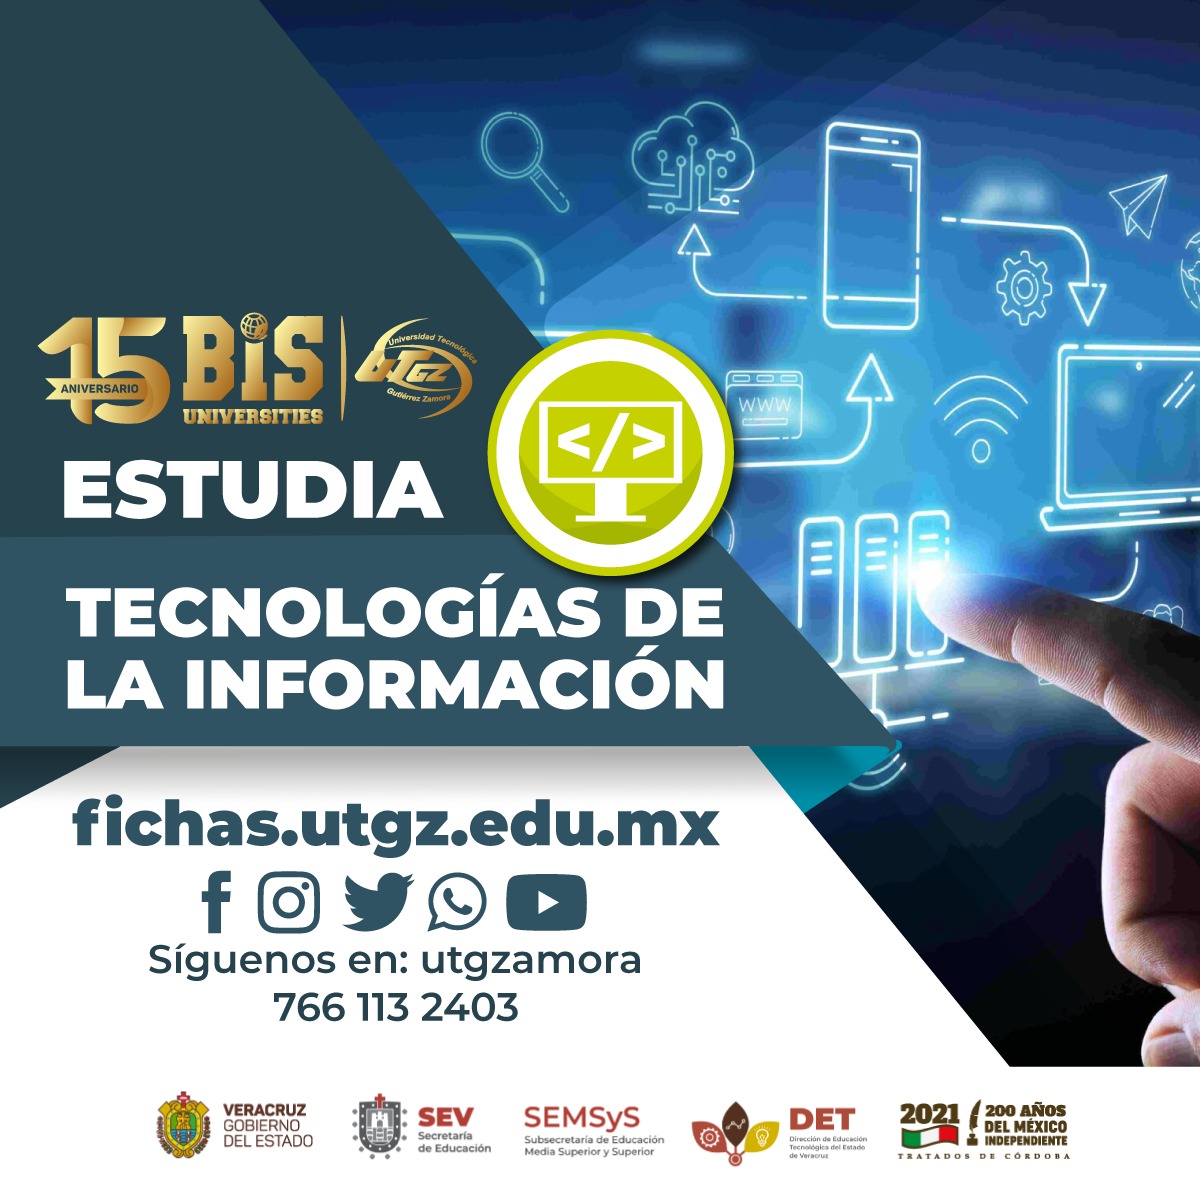 15
ANIVERSARIO
BiS
UNIVERSITIES
Universidad Tecnológica
UTGZ
Gutiérrez Zamora
ESTUDIA
</>
WWW
TECNOLOGÍAS DE
LA INFORMACIÓN
fichas.utgz.edu.mx
Síguenos en: utgzamora
766 113 2403
VERACRUZ
GOBIERNO
DEL ESTADO
SEV
Secretaría
de Educación
SEMSyS
Subsecretaría de Educación
Media Superior y Superior
DET
Dirección de Educación
Tecnológica del Estado
de Veracruz
2021
200 AÑOS
DEL MÉXICO
INDEPENDIENTE
TRATADOS DE CÓRDOBA